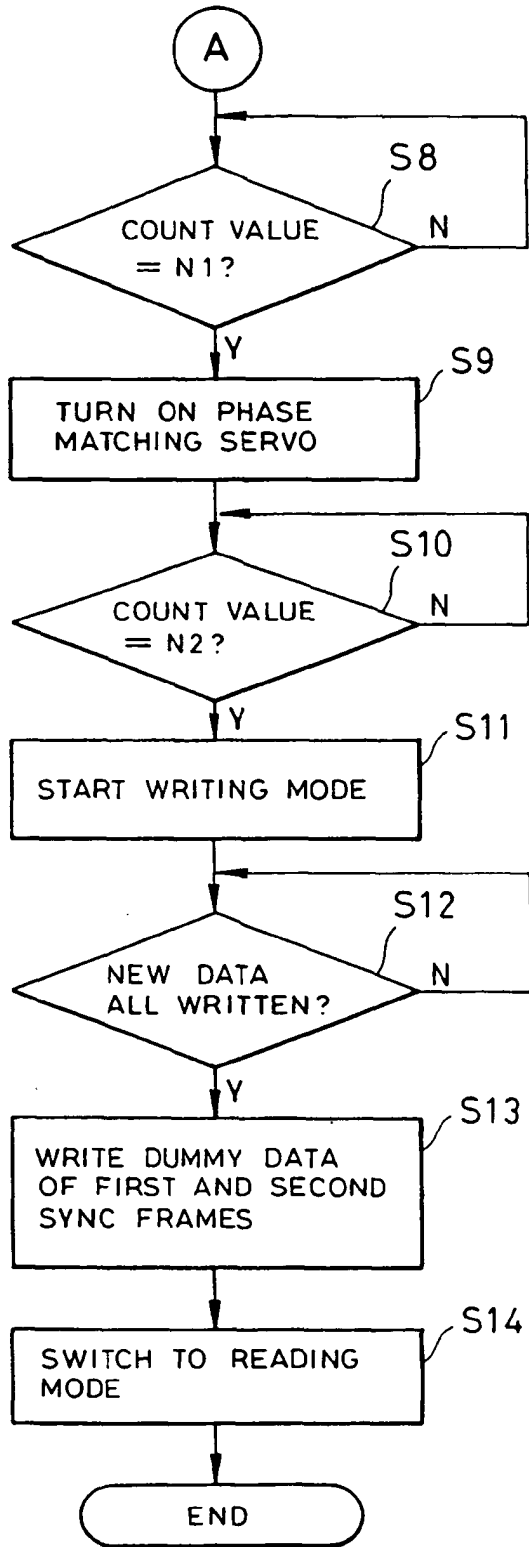 A
S8
COUNT VALUE
= N1?
N
Y
S9
TURN ON PHASE
MATCHING SERVO
S10
COUNT VALUE
= N2?
N
Y
S11
START WRITING MODE
S12
NEW DATA
ALL WRITTEN?
N
Y
S13
WRITE DUMMY DATA
OF FIRST AND SECOND
SYNC FRAMES
S14
SWITCH TO READING
MODE
END